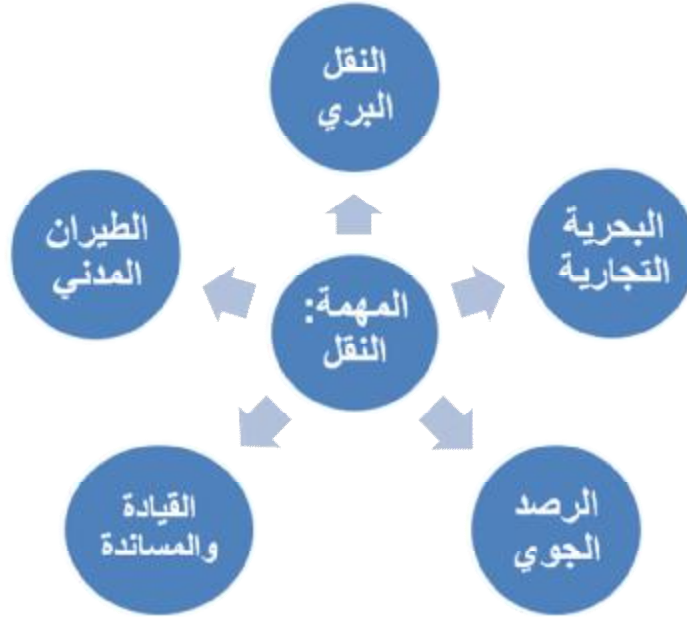 النقل
البري
البحرية
التجارية
الطيران
المدني
المهمة:
النقل
الرصد
الجوي
القيادة
والمساندة